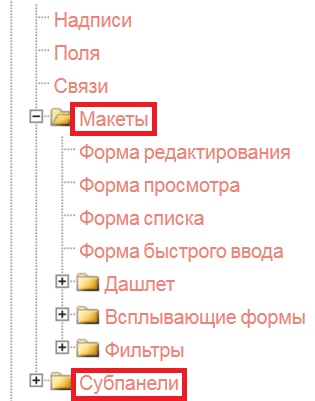 Надписи
Поля
Связи
Макеты
Форма редактирования
Форма просмотра
Форма списка
Форма быстрого ввода
Дашлет
Всплывающие формы
Фильтры
Субпанели